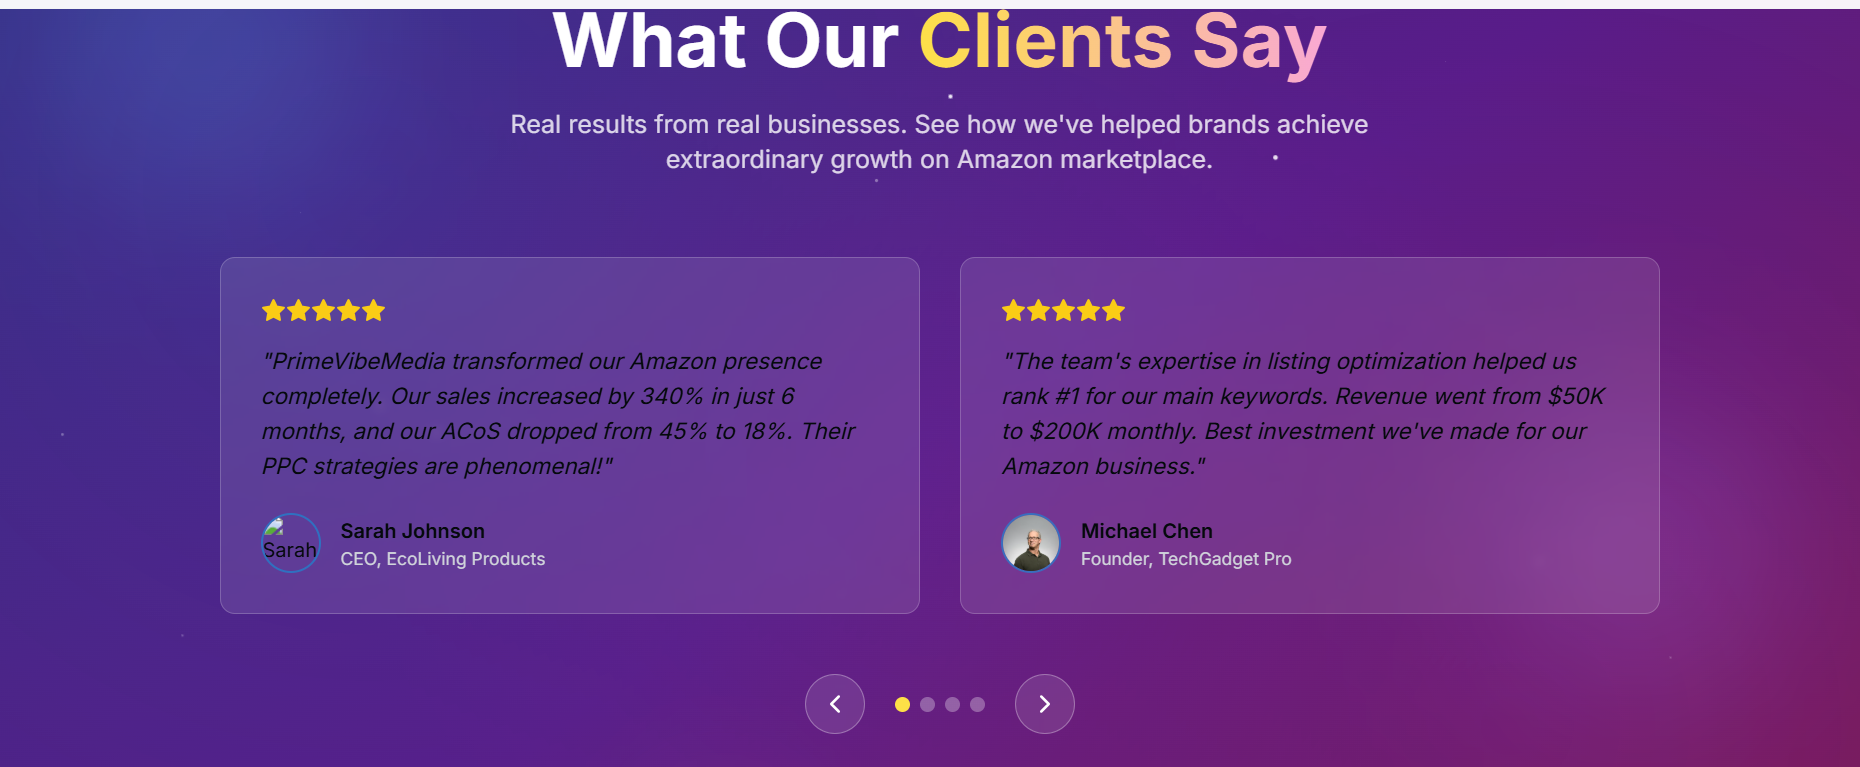 What Our Clients Say
Real results from real businesses. See how we've helped brands achieve
extraordinary growth on Amazon marketplace.
"PrimeVibeMedia transformed our Amazon presence
completely. Our sales increased by 340% in just 6
months, and our ACoS dropped from 45% to 18%. Their
PPC strategies are phenomenal!"
Sarah
Sarah Johnson
CEO, EcoLiving Products
"The team's expertise in listing optimization helped us
rank #1 for our main keywords. Revenue went from $50K
to $200K monthly. Best investment we've made for our
Amazon business."
Michael Chen
Founder, TechGadget Pro